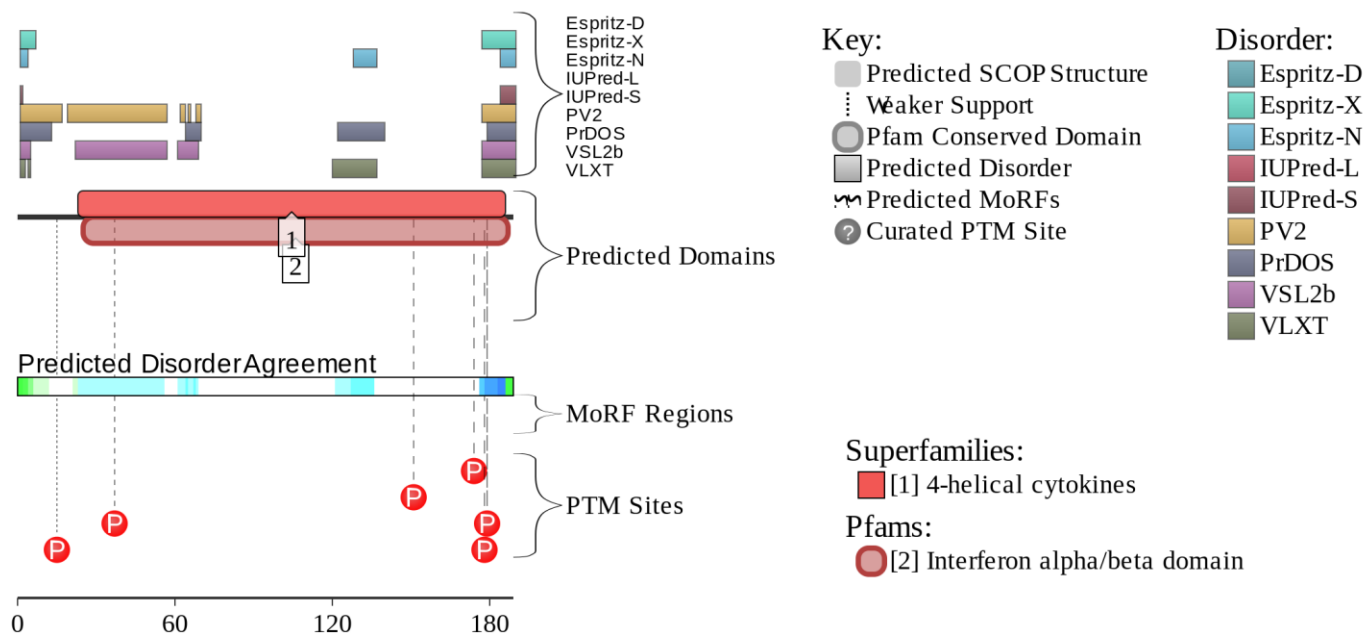 Espritz-D
Espritz-X
Espritz-N
IUPred-L
IUPred-S
PV2
PrDOS
VSL2b
VLXT
1
2
Predicted Domains
Predicted Disorder Agreement
MoRF Regions
P
P
P
P
P
P
PTM Sites
0 60 120 180
Key:
Predicted SCOP Structure
Weaker Support
Pfam Conserved Domain
Predicted Disorder
Predicted MoRFs
? Curated PTM Site
Disorder:
Espritz-D
Espritz-X
Espritz-N
IUPred-L
IUPred-S
PV2
PrDOS
VSL2b
VLXT
Superfamilies:
[1] 4-helical cytokines
Pfams:
[2] Interferon alpha/beta domain